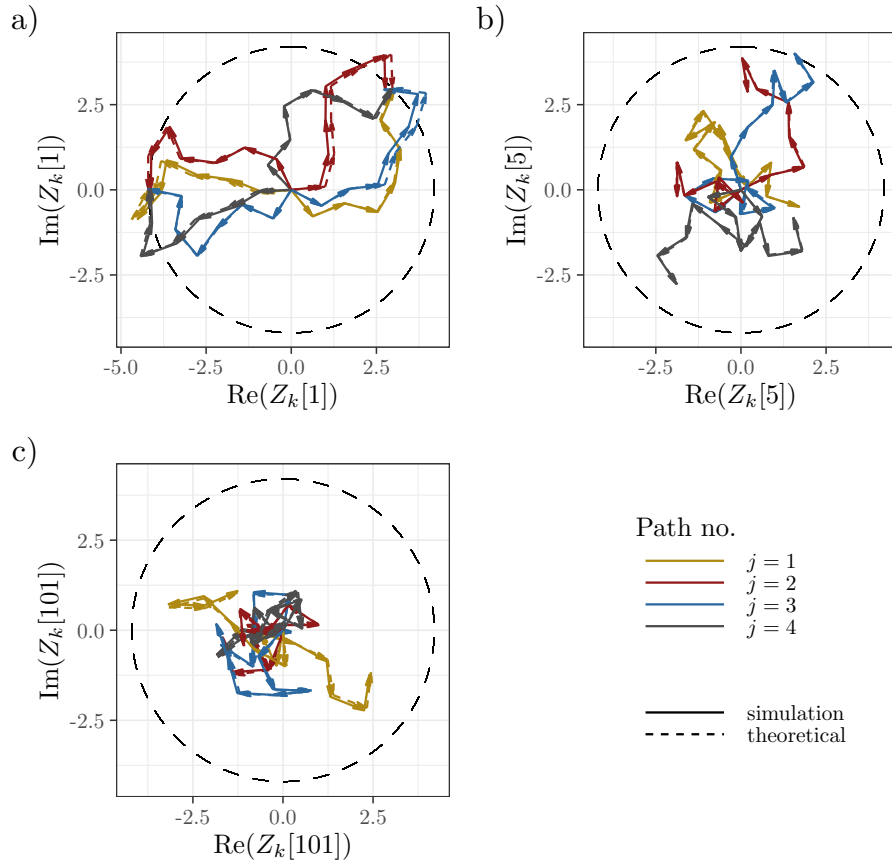 a)
b)
2.5
0.0
-2.5
Im(Z_k[1])
-5.0 -2.5 0.0 2.5
Re(Z_k[1])
2.5
0.0
-2.5
Im(Z_k[5])
-2.5 0.0 2.5
Re(Z_k[5])
c)
2.5
0.0
-2.5
Im(Z_k[101])
-2.5 0.0 2.5
Re(Z_k[101])
Path no.
j = 1
j = 2
j = 3
j = 4
simulation
theoretical